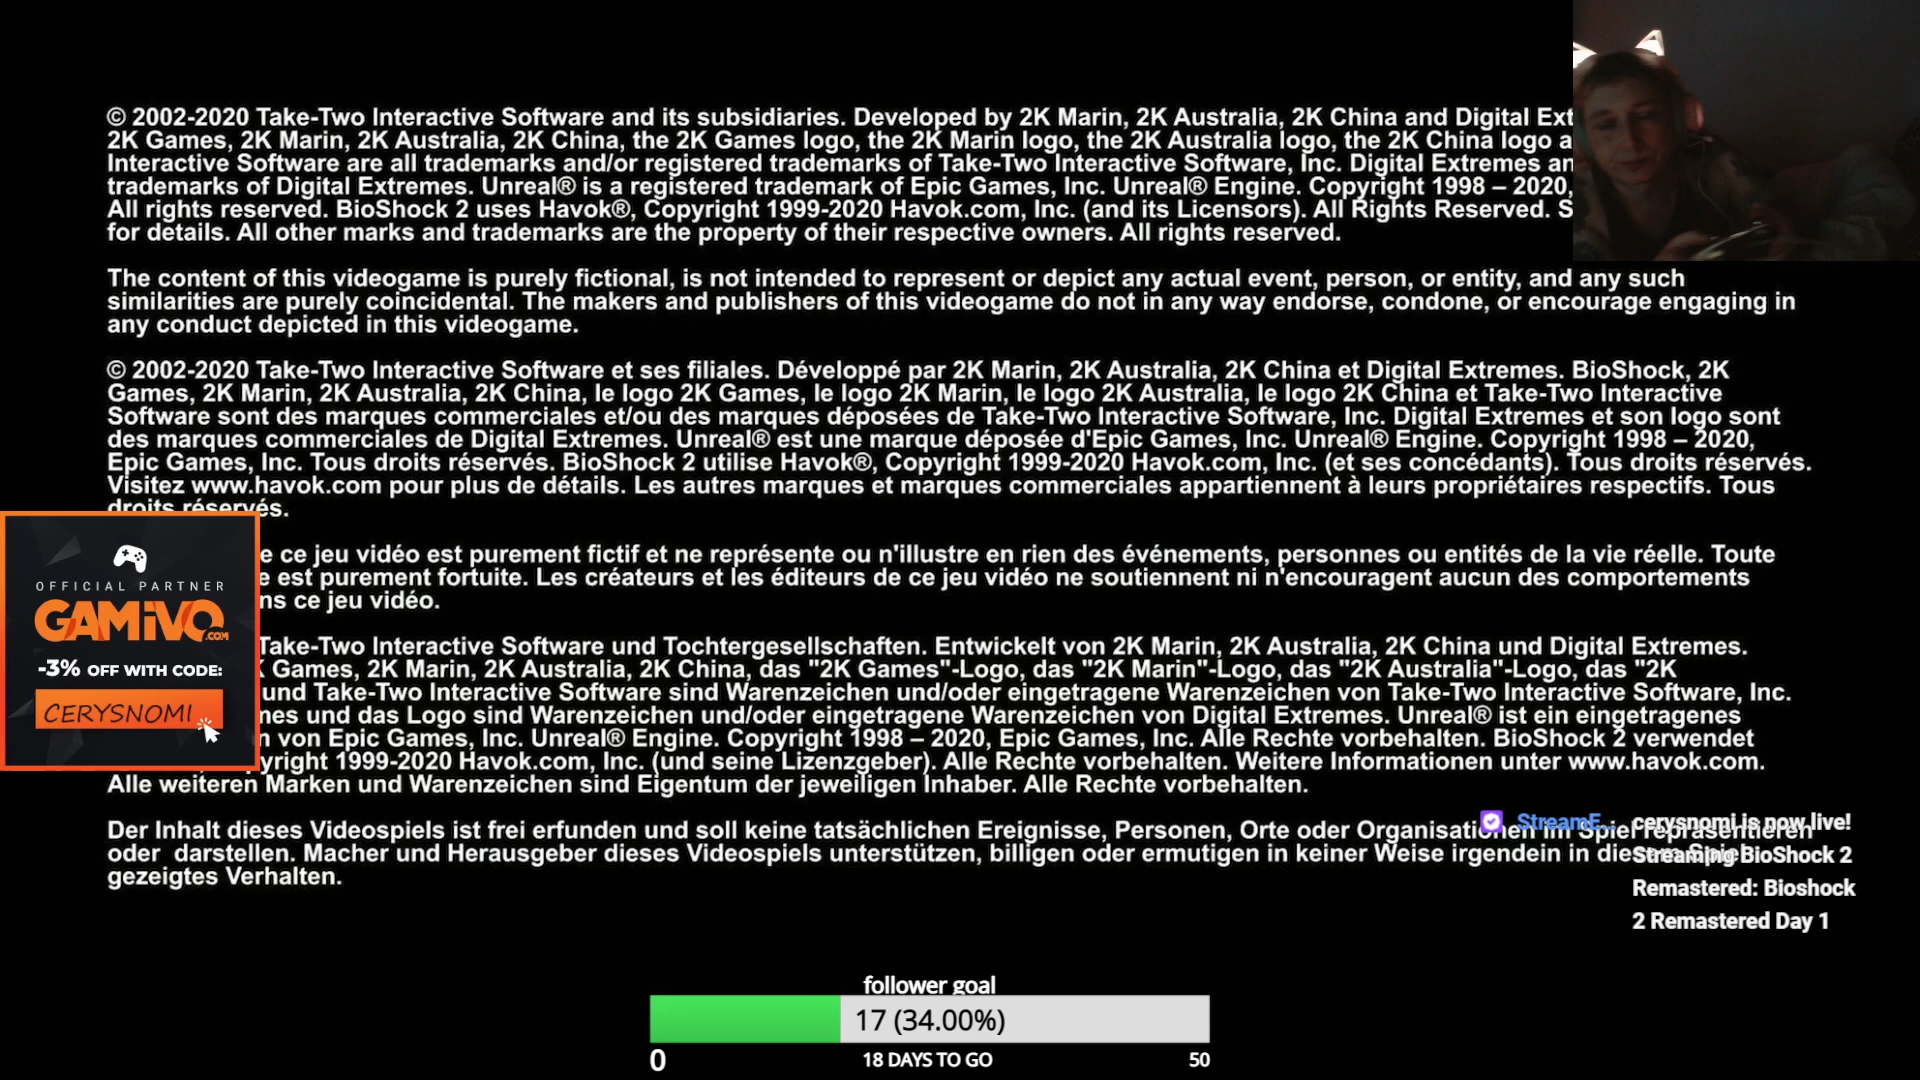 © 2002-2020 Take-Two Interactive Software and its subsidiaries. Developed by 2K Marin, 2K Australia, 2K China and Digital Ext
2K Games, 2K Marin, 2K Australia, 2K China, the 2K Games logo, the 2K Marin logo, the 2K Australia logo, the 2K China logo a
Interactive Software are all trademarks and/or registered trademarks of Take-Two Interactive Software, Inc. Digital Extremes an
trademarks of Digital Extremes. Unreal® is a registered trademark of Epic Games, Inc. Unreal® Engine. Copyright 1998 – 2020,
All rights reserved. BioShock 2 uses Havok®, Copyright 1999-2020 Havok.com, Inc. (and its Licensors). All Rights Reserved. S
for details. All other marks and trademarks are the property of their respective owners. All rights reserved.
The content of this videogame is purely fictional, is not intended to represent or depict any actual event, person, or entity, and any such
similarities are purely coincidental. The makers and publishers of this videogame do not in any way endorse, condone, or encourage engaging in
any conduct depicted in this videogame.
© 2002-2020 Take-Two Interactive Software et ses filiales. Développé par 2K Marin, 2K Australia, 2K China et Digital Extremes. BioShock, 2K
Games, 2K Marin, 2K Australia, 2K China, le logo 2K Games, le logo 2K Marin, le logo 2K Australia, le logo 2K China et Take-Two Interactive
Software sont des marques commerciales et/ou des marques déposées de Take-Two Interactive Software, Inc. Digital Extremes et son logo sont
des marques commerciales de Digital Extremes. Unreal® est une marque déposée d'Epic Games, Inc. Unreal® Engine. Copyright 1998 – 2020,
Epic Games, Inc. Tous droits réservés. BioShock 2 utilise Havok®, Copyright 1999-2020 Havok.com, Inc. (et ses concédants). Tous droits réservés.
Visitez www.havok.com pour plus de détails. Les autres marques et marques commerciales appartiennent à leurs propriétaires respectifs. Tous
droits réservés.
e ce jeu vidéo est purement fictif et ne représente ou n'illustre en rien des événements, personnes ou entités de la vie réelle. Toute
e est purement fortuite. Les créateurs et les éditeurs de ce jeu vidéo ne soutiennent ni n'encouragent aucun des comportements
ns ce jeu vidéo.
Take-Two Interactive Software und Tochtergesellschaften. Entwickelt von 2K Marin, 2K Australia, 2K China und Digital Extremes.
Games, 2K Marin, 2K Australia, 2K China, das "2K Games"-Logo, das "2K Marin"-Logo, das "2K Australia"-Logo, das "2K
und Take-Two Interactive Software sind Warenzeichen und/oder eingetragene Warenzeichen von Take-Two Interactive Software, Inc.
mes und das Logo sind Warenzeichen und/oder eingetragene Warenzeichen von Digital Extremes. Unreal® ist ein eingetragenes
n von Epic Games, Inc. Unreal® Engine. Copyright 1998 – 2020, Epic Games, Inc. Alle Rechte vorbehalten. BioShock 2 verwendet
yright 1999-2020 Havok.com, Inc. (und seine Lizenzgeber). Alle Rechte vorbehalten. Weitere Informationen unter www.havok.com.
Alle weiteren Marken und Warenzeichen sind Eigentum der jeweiligen Inhaber. Alle Rechte vorbehalten.
Der Inhalt dieses Videospiels ist frei erfunden und soll keine tatsächlichen Ereignisse, Personen, Orte oder Organisationen im Spiel repräsentieren
oder darstellen. Macher und Herausgeber dieses Videospiels unterstützen, billigen oder ermutigen in keiner Weise irgendein in diesem Spiel
gezeigtes Verhalten.
OFFICIAL PARTNER
GAMIVO.COM
-3% OFF WITH CODE:
CERYSNOMI
StreamE... cerysnomi is now live!
Streaming BioShock 2
Remastered: Bioshock
2 Remastered Day 1
follower goal
17 (34.00%)
0 18 DAYS TO GO 50